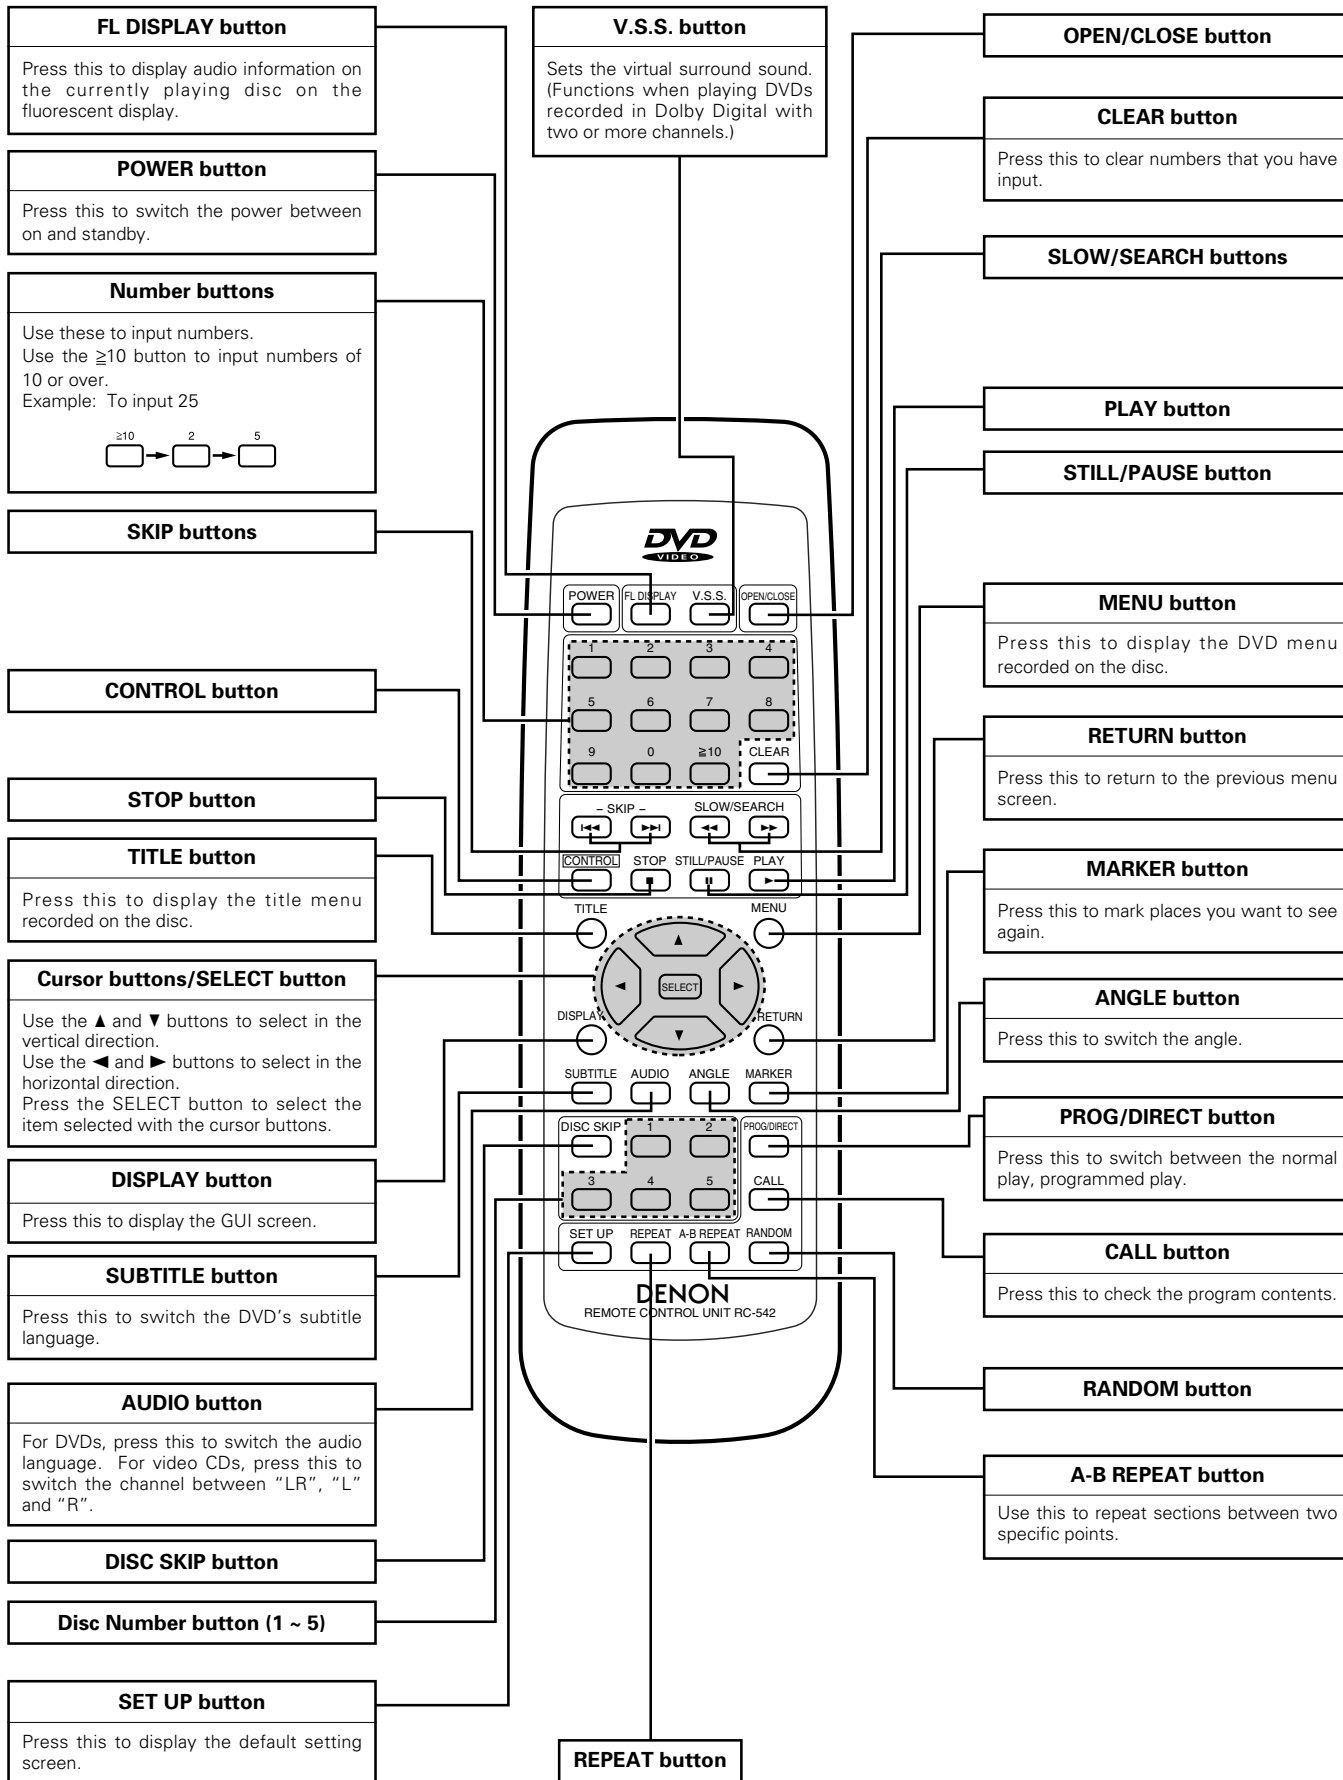 FL DISPLAY button
Press this to display audio information on
the currently playing disc on the
fluorescent display.
POWER button
Press this to switch the power between
on and standby.
Number buttons
Use these to input numbers.
Use the ≧10 button to input numbers of
10 or over.
Example: To input 25
≧10 2 5
SKIP buttons
CONTROL button
STOP button
TITLE button
Press this to display the title menu
recorded on the disc.
Cursor buttons/SELECT button
Use the ▲ and ▼ buttons to select in the
vertical direction.
Use the ◀ and ▶ buttons to select in the
horizontal direction.
Press the SELECT button to select the
item selected with the cursor buttons.
DISPLAY button
Press this to display the GUI screen.
SUBTITLE button
Press this to switch the DVD's subtitle
language.
AUDIO button
For DVDs, press this to switch the audio
language. For video CDs, press this to
switch the channel between “LR”, “L”
and “R”.
DISC SKIP button
Disc Number button (1 ~ 5)
SET UP button
Press this to display the default setting
screen.
V.S.S. button
Sets the virtual surround sound.
(Functions when playing DVDs
recorded in Dolby Digital with
two or more channels.)
DVD
VIDEO
POWER FL DISPLAY V.S.S. OPEN/CLOSE
1 2 3 4
5 6 7 8
9 0 ≧10 CLEAR
– SKIP – SLOW/SEARCH
CONTROL STOP STILL/PAUSE PLAY
TITLE MENU
SELECT
DISPLAY RETURN
SUBTITLE AUDIO ANGLE MARKER
DISC SKIP 1 2 PROG/DIRECT
3 4 5 CALL
SET UP REPEAT A-B REPEAT RANDOM
DENON
REMOTE CONTROL UNIT RC-542
REPEAT button
OPEN/CLOSE button
CLEAR button
Press this to clear numbers that you have
input.
SLOW/SEARCH buttons
PLAY button
STILL/PAUSE button
MENU button
Press this to display the DVD menu
recorded on the disc.
RETURN button
Press this to return to the previous menu
screen.
MARKER button
Press this to mark places you want to see
again.
ANGLE button
Press this to switch the angle.
PROG/DIRECT button
Press this to switch between the normal
play, programmed play.
CALL button
Press this to check the program contents.
RANDOM button
A-B REPEAT button
Use this to repeat sections between two
specific points.